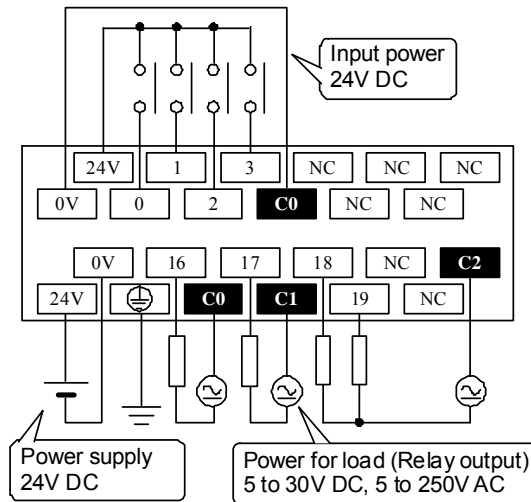 Input power
24V DC
24V 1 3 NC NC NC
0V 0 2 C0 NC NC
0V 16 17 18 NC C2
24V C0 C1 19 NC
Power supply
24V DC
Power for load (Relay output)
5 to 30V DC, 5 to 250V AC